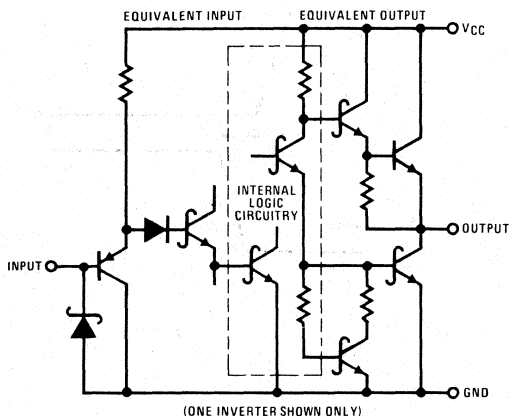 EQUIVALENT INPUT
EQUIVALENT OUTPUT
VCC
INTERNAL
LOGIC
CIRCUITRY
OUTPUT
INPUT
GND
(ONE INVERTER SHOWN ONLY)